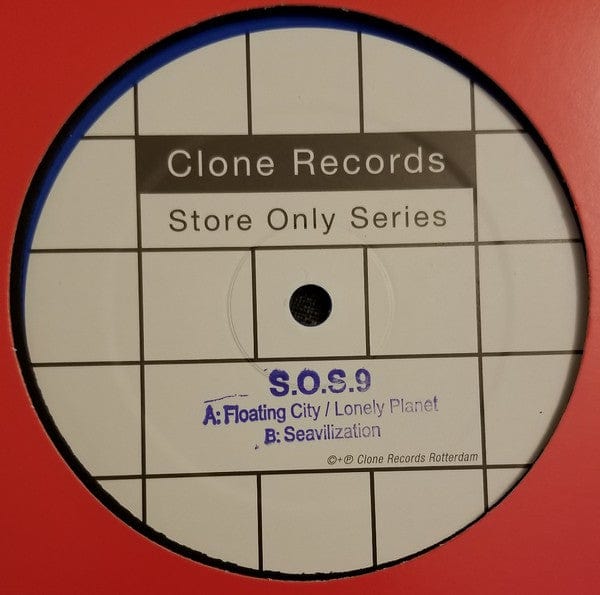 Clone Records
Store Only Series
S.O.S.9
A: Floating City / Lonely Planet
B: Seavilization
©+℗ Clone Records Rotterdam